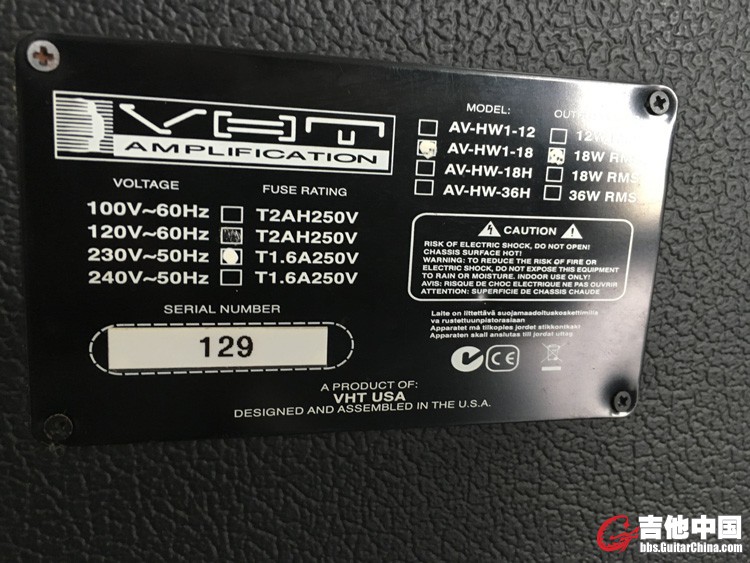 VHT
AMPLIFICATION
VOLTAGE FUSE RATING
100V~60Hz T2AH250V
120V~60Hz T2AH250V
230V~50Hz T1.6A250V
240V~50Hz T1.6A250V
SERIAL NUMBER
129
MODEL:
AV-HW1-12
AV-HW1-18 18W RMS
AV-HW-18H 18W RMS
AV-HW-36H 36W RMS
CAUTION
RISK OF ELECTRIC SHOCK, DO NOT OPEN!
CHASSIS SURFACE HOT!
WARNING: TO REDUCE THE RISK OF FIRE OR
ELECTRIC SHOCK, DO NOT EXPOSE THIS EQUIPMENT
TO RAIN OR MOISTURE. INDOOR USE ONLY!
AVIS: RISQUE DE CHOC ELECTRIQUE NE PAS OUVRIR
ATTENTION: SUPERFICIE DE CHASSIS CHAUDE
Laite on liitettävä suojamaadoituskoskettimilla
va rustettuunpistorasiaan
Apparatet må tilkoples jordet stikkontkakt
Apparaten skall anslutas till jordat uttag
CE
A PRODUCT OF:
VHT USA
DESIGNED AND ASSEMBLED IN THE U.S.A.
吉他中国
bbs.GuitarChina.com